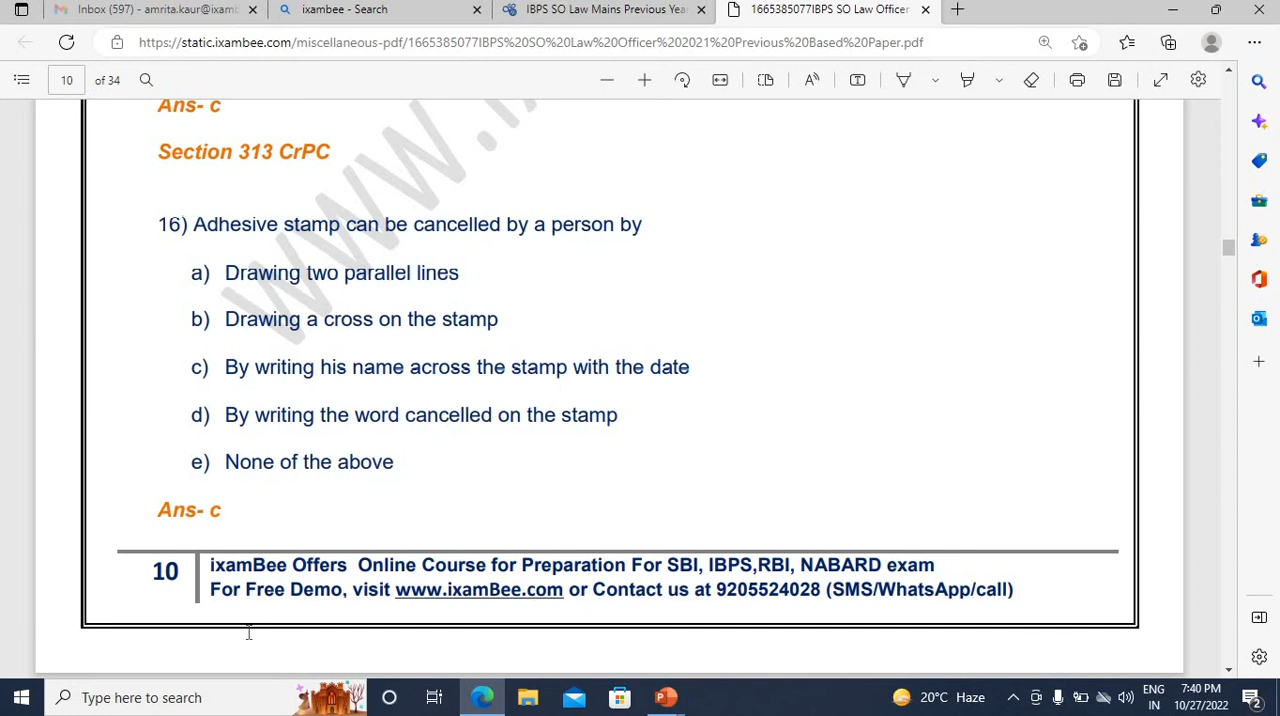 Inbox (597) - amrita.kaur@ixam
ixambee - Search
IBPS SO Law Mains Previous Yea
1665385077IBPS SO Law Officer
https://static.ixambee.com/miscellaneous-pdf/1665385077IBPS%20SO%20Law%20Officer%202021%20Previous%20Based%20Paper.pdf
10 of 34
Ans- c
Section 313 CrPC
www.
16) Adhesive stamp can be cancelled by a person by
a) Drawing two parallel lines
b) Drawing a cross on the stamp
c) By writing his name across the stamp with the date
d) By writing the word cancelled on the stamp
e) None of the above
Ans- c
10
ixamBee Offers Online Course for Preparation For SBI, IBPS,RBI, NABARD exam
For Free Demo, visit www.ixamBee.com or Contact us at 9205524028 (SMS/WhatsApp/call)
Type here to search
20°C Haze
ENG
IN
7:40 PM
10/27/2022
2